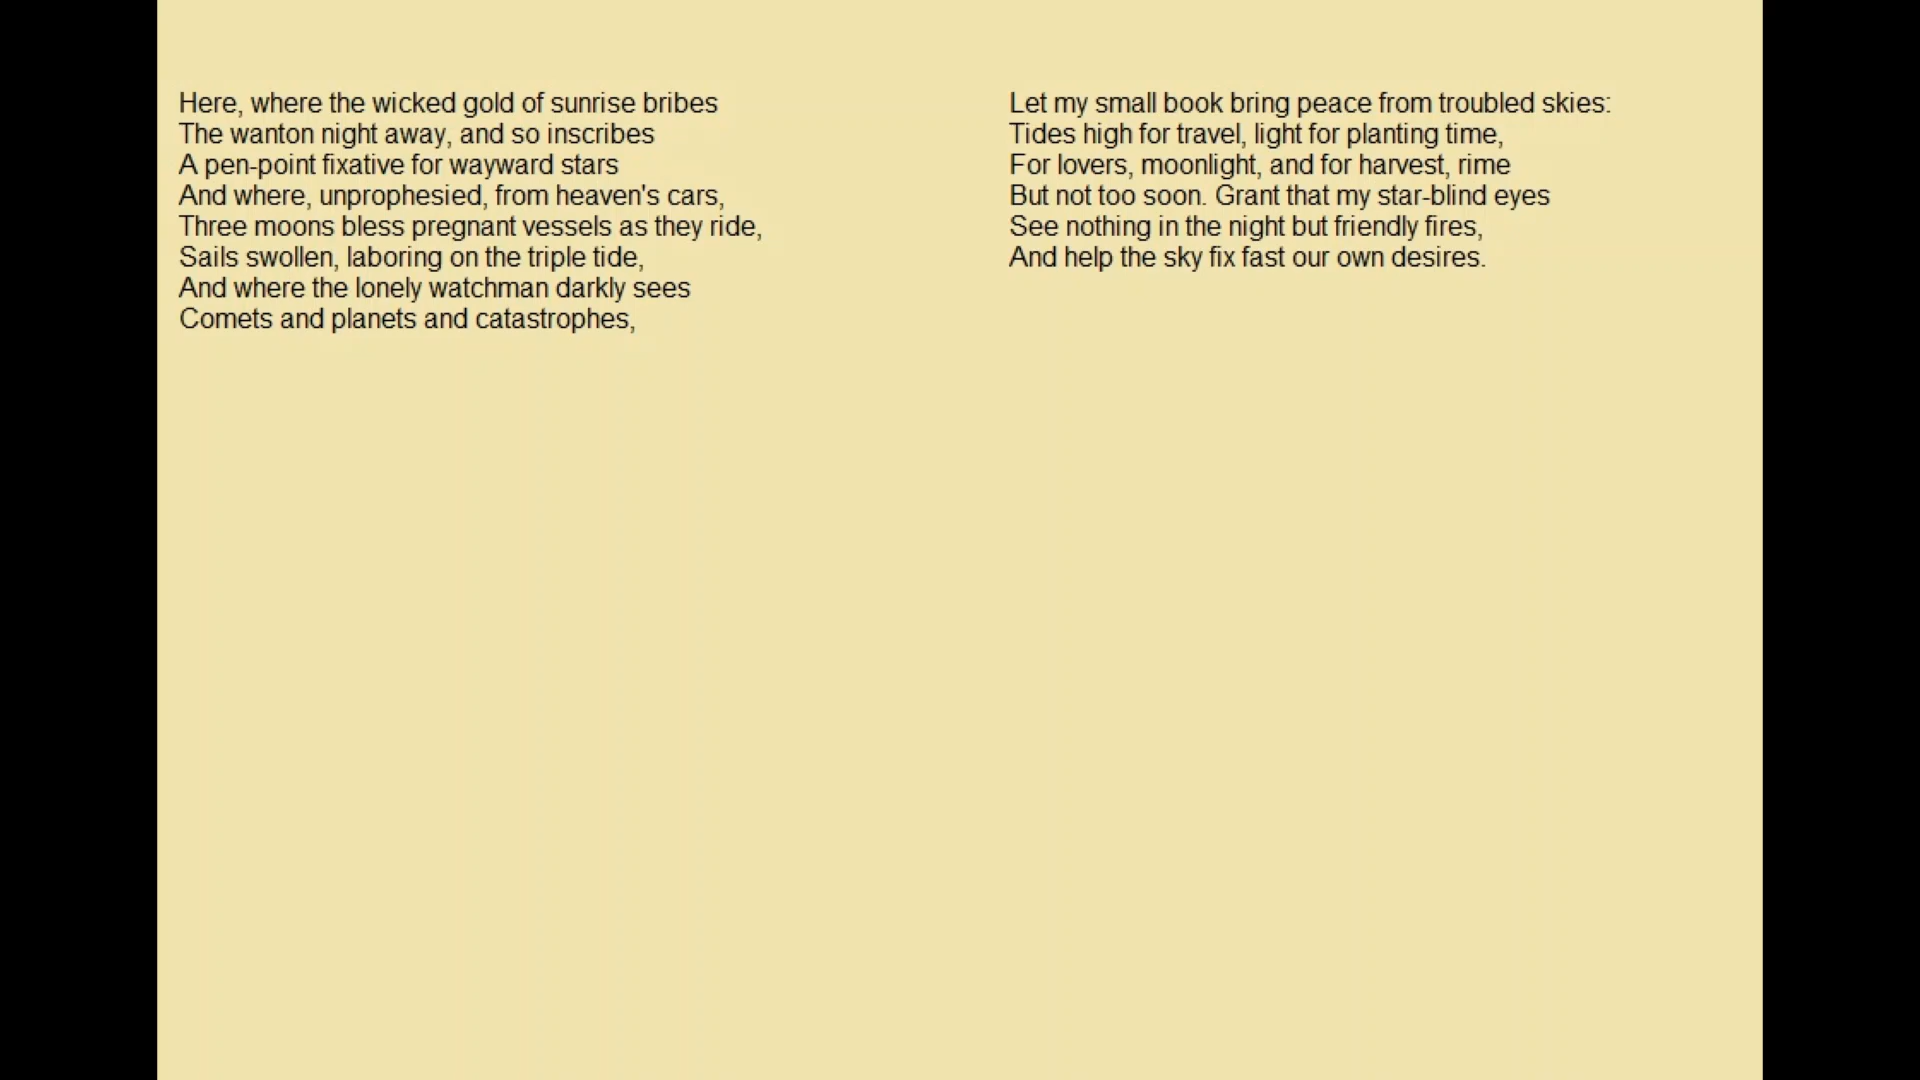 Here, where the wicked gold of sunrise bribes
The wanton night away, and so inscribes
A pen-point fixative for wayward stars
And where, unprophesied, from heaven's cars,
Three moons bless pregnant vessels as they ride,
Sails swollen, laboring on the triple tide,
And where the lonely watchman darkly sees
Comets and planets and catastrophes,
Let my small book bring peace from troubled skies:
Tides high for travel, light for planting time,
For lovers, moonlight, and for harvest, rime
But not too soon. Grant that my star-blind eyes
See nothing in the night but friendly fires,
And help the sky fix fast our own desires.